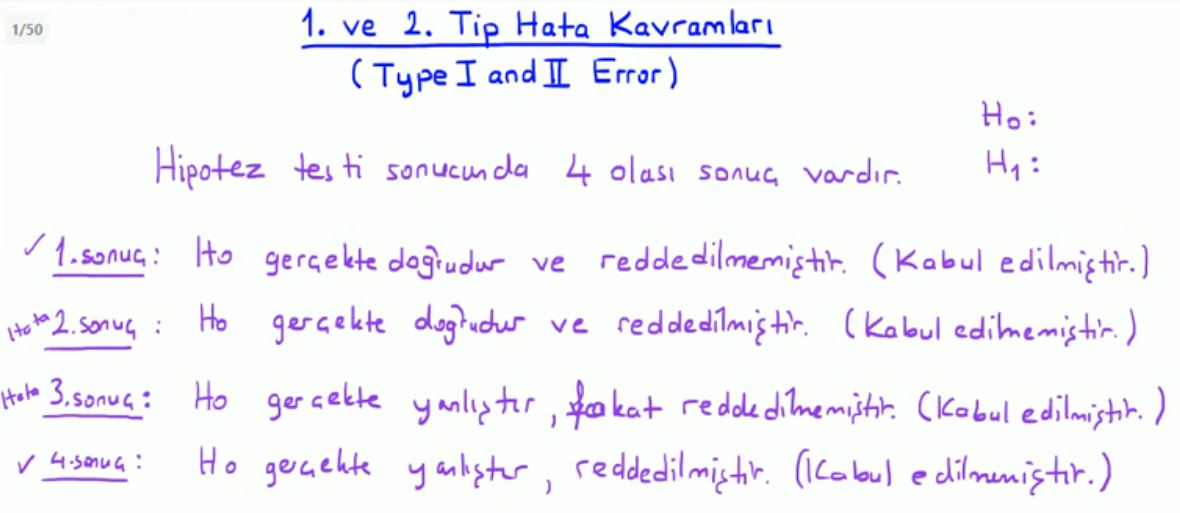 1/50
1. ve 2. Tip Hata Kavramları
(Type I and II Error)
H0:
Hipotez testi sonucunda 4 olası sonuç vardır.
H1:
✓ 1.sonuç: Ho gerçekte doğrudur ve reddedilmemiştir. (Kabul edilmiştir.)
Hata 2.sonuç: Ho gerçekte doğrudur ve reddedilmiştir. (Kabul edilmemiştir.)
Hata 3.sonuç: Ho gerçekte yanlıştır, fakat reddedilmemiştir. (Kabul edilmiştir.)
✓ 4.sonuç: Ho gerçekte yanlıştır, reddedilmiştir. (Kabul edilmemiştir.)